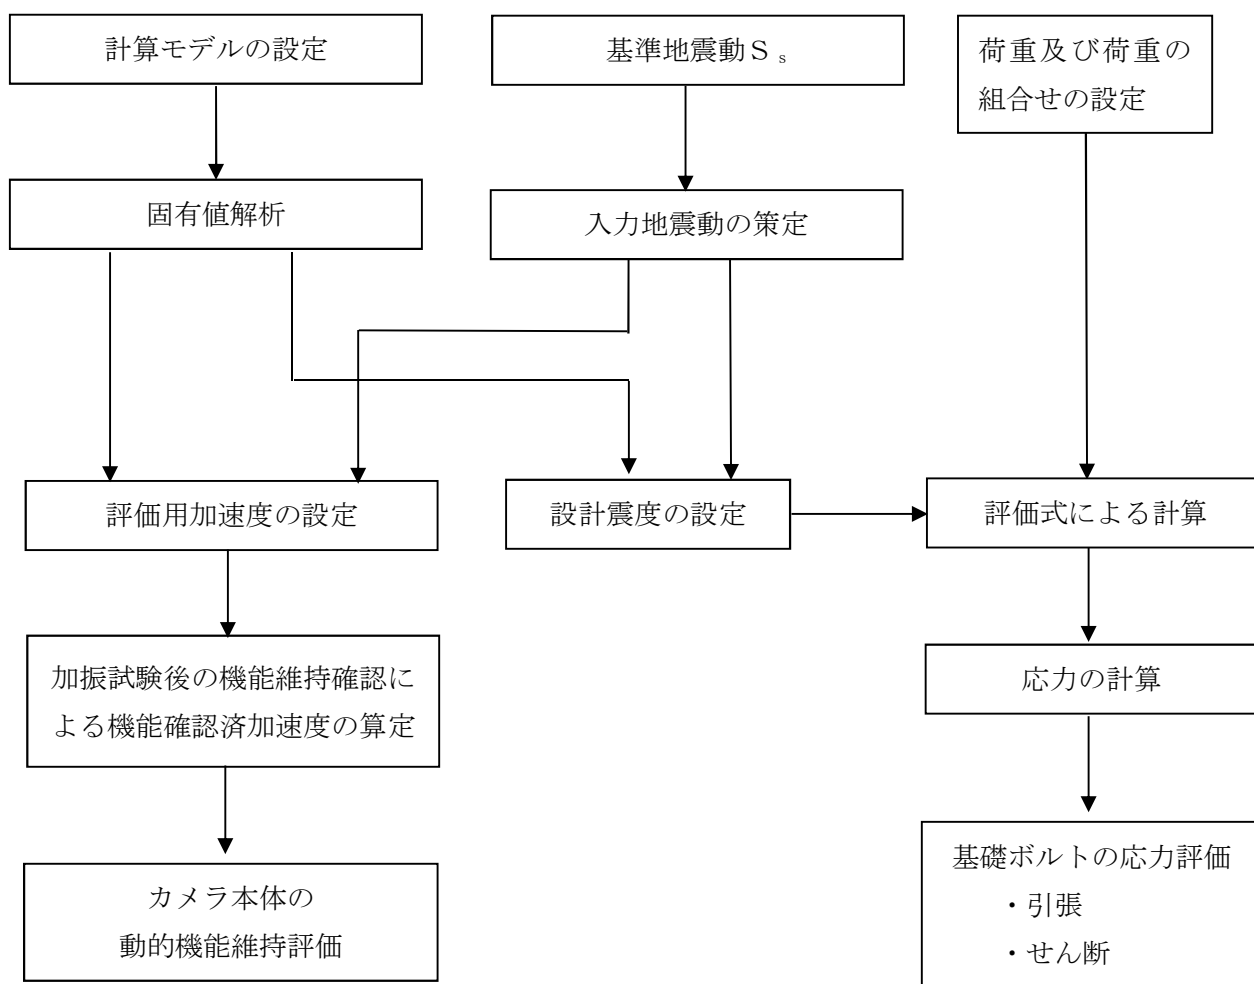 計算モデルの設定
基準地震動Ｓｓ
荷重及び荷重の
組合せの設定
固有値解析
入力地震動の策定
評価用加速度の設定
設計震度の設定
評価式による計算
加振試験後の機能維持確認に
よる機能確認済加速度の算定
応力の計算
カメラ本体の
動的機能維持評価
基礎ボルトの応力評価
・引張
・せん断